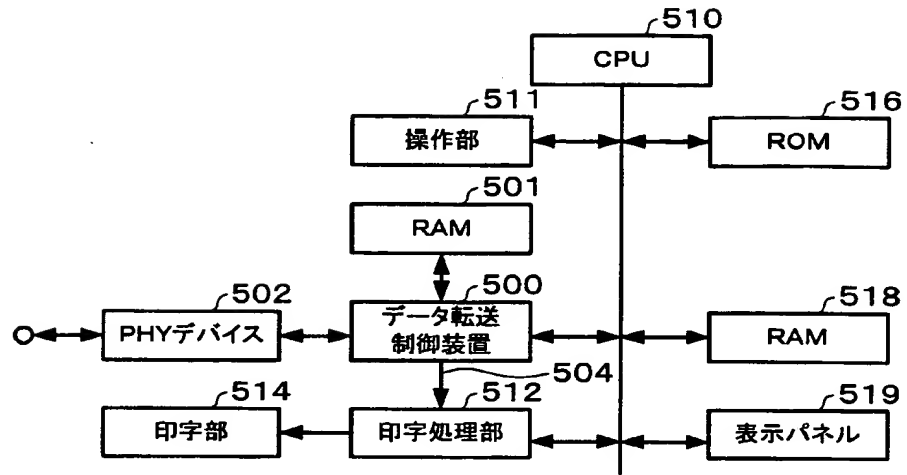 510
CPU
511
操作部
516
ROM
501
RAM
502
PHYデバイス
500
データ転送
制御装置
518
RAM
504
514
印字部
512
印字処理部
519
表示パネル